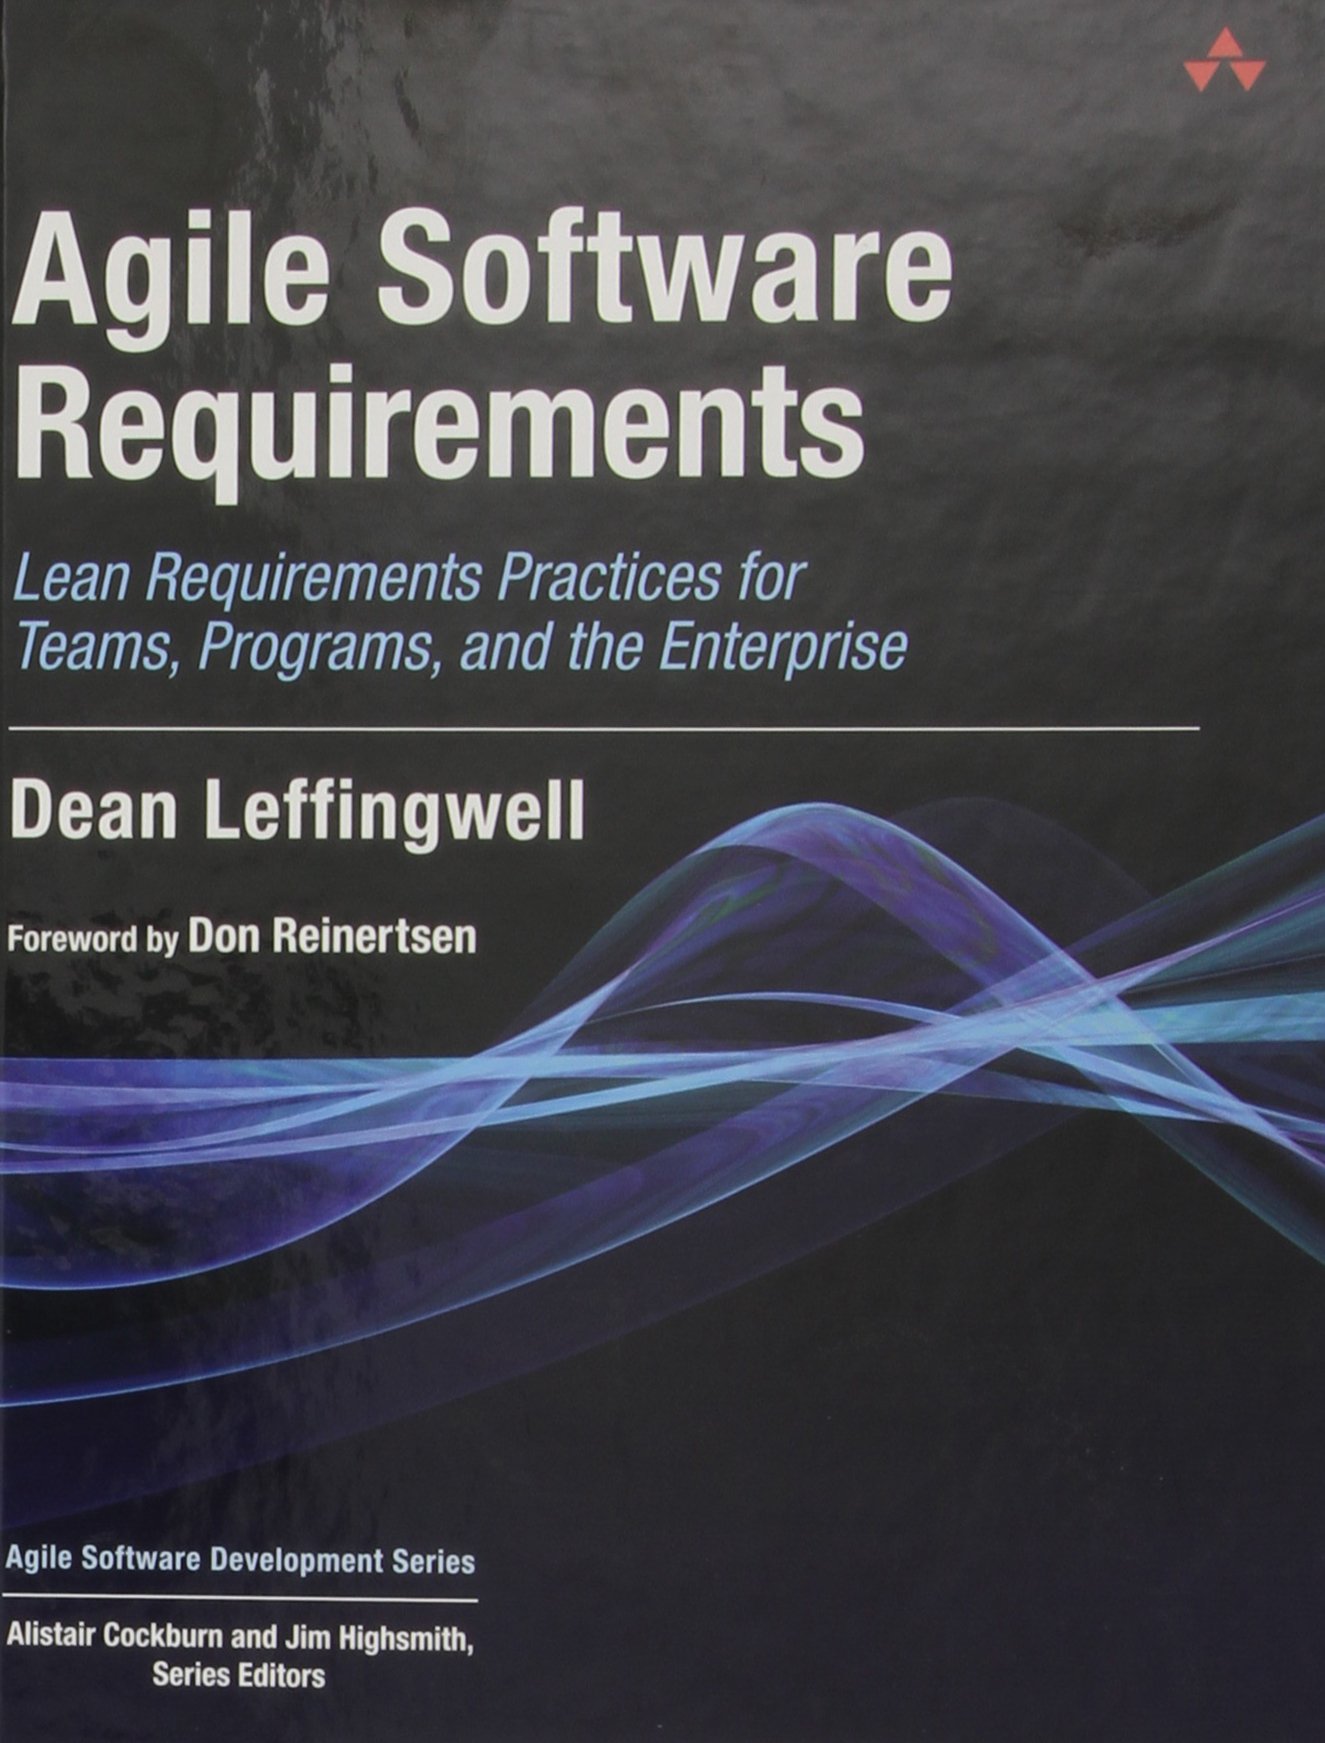 Agile Software
Requirements
Lean Requirements Practices for
Teams, Programs, and the Enterprise
Dean Leffingwell
Foreword by Don Reinertsen
Agile Software Development Series
Alistair Cockburn and Jim Highsmith,
Series Editors